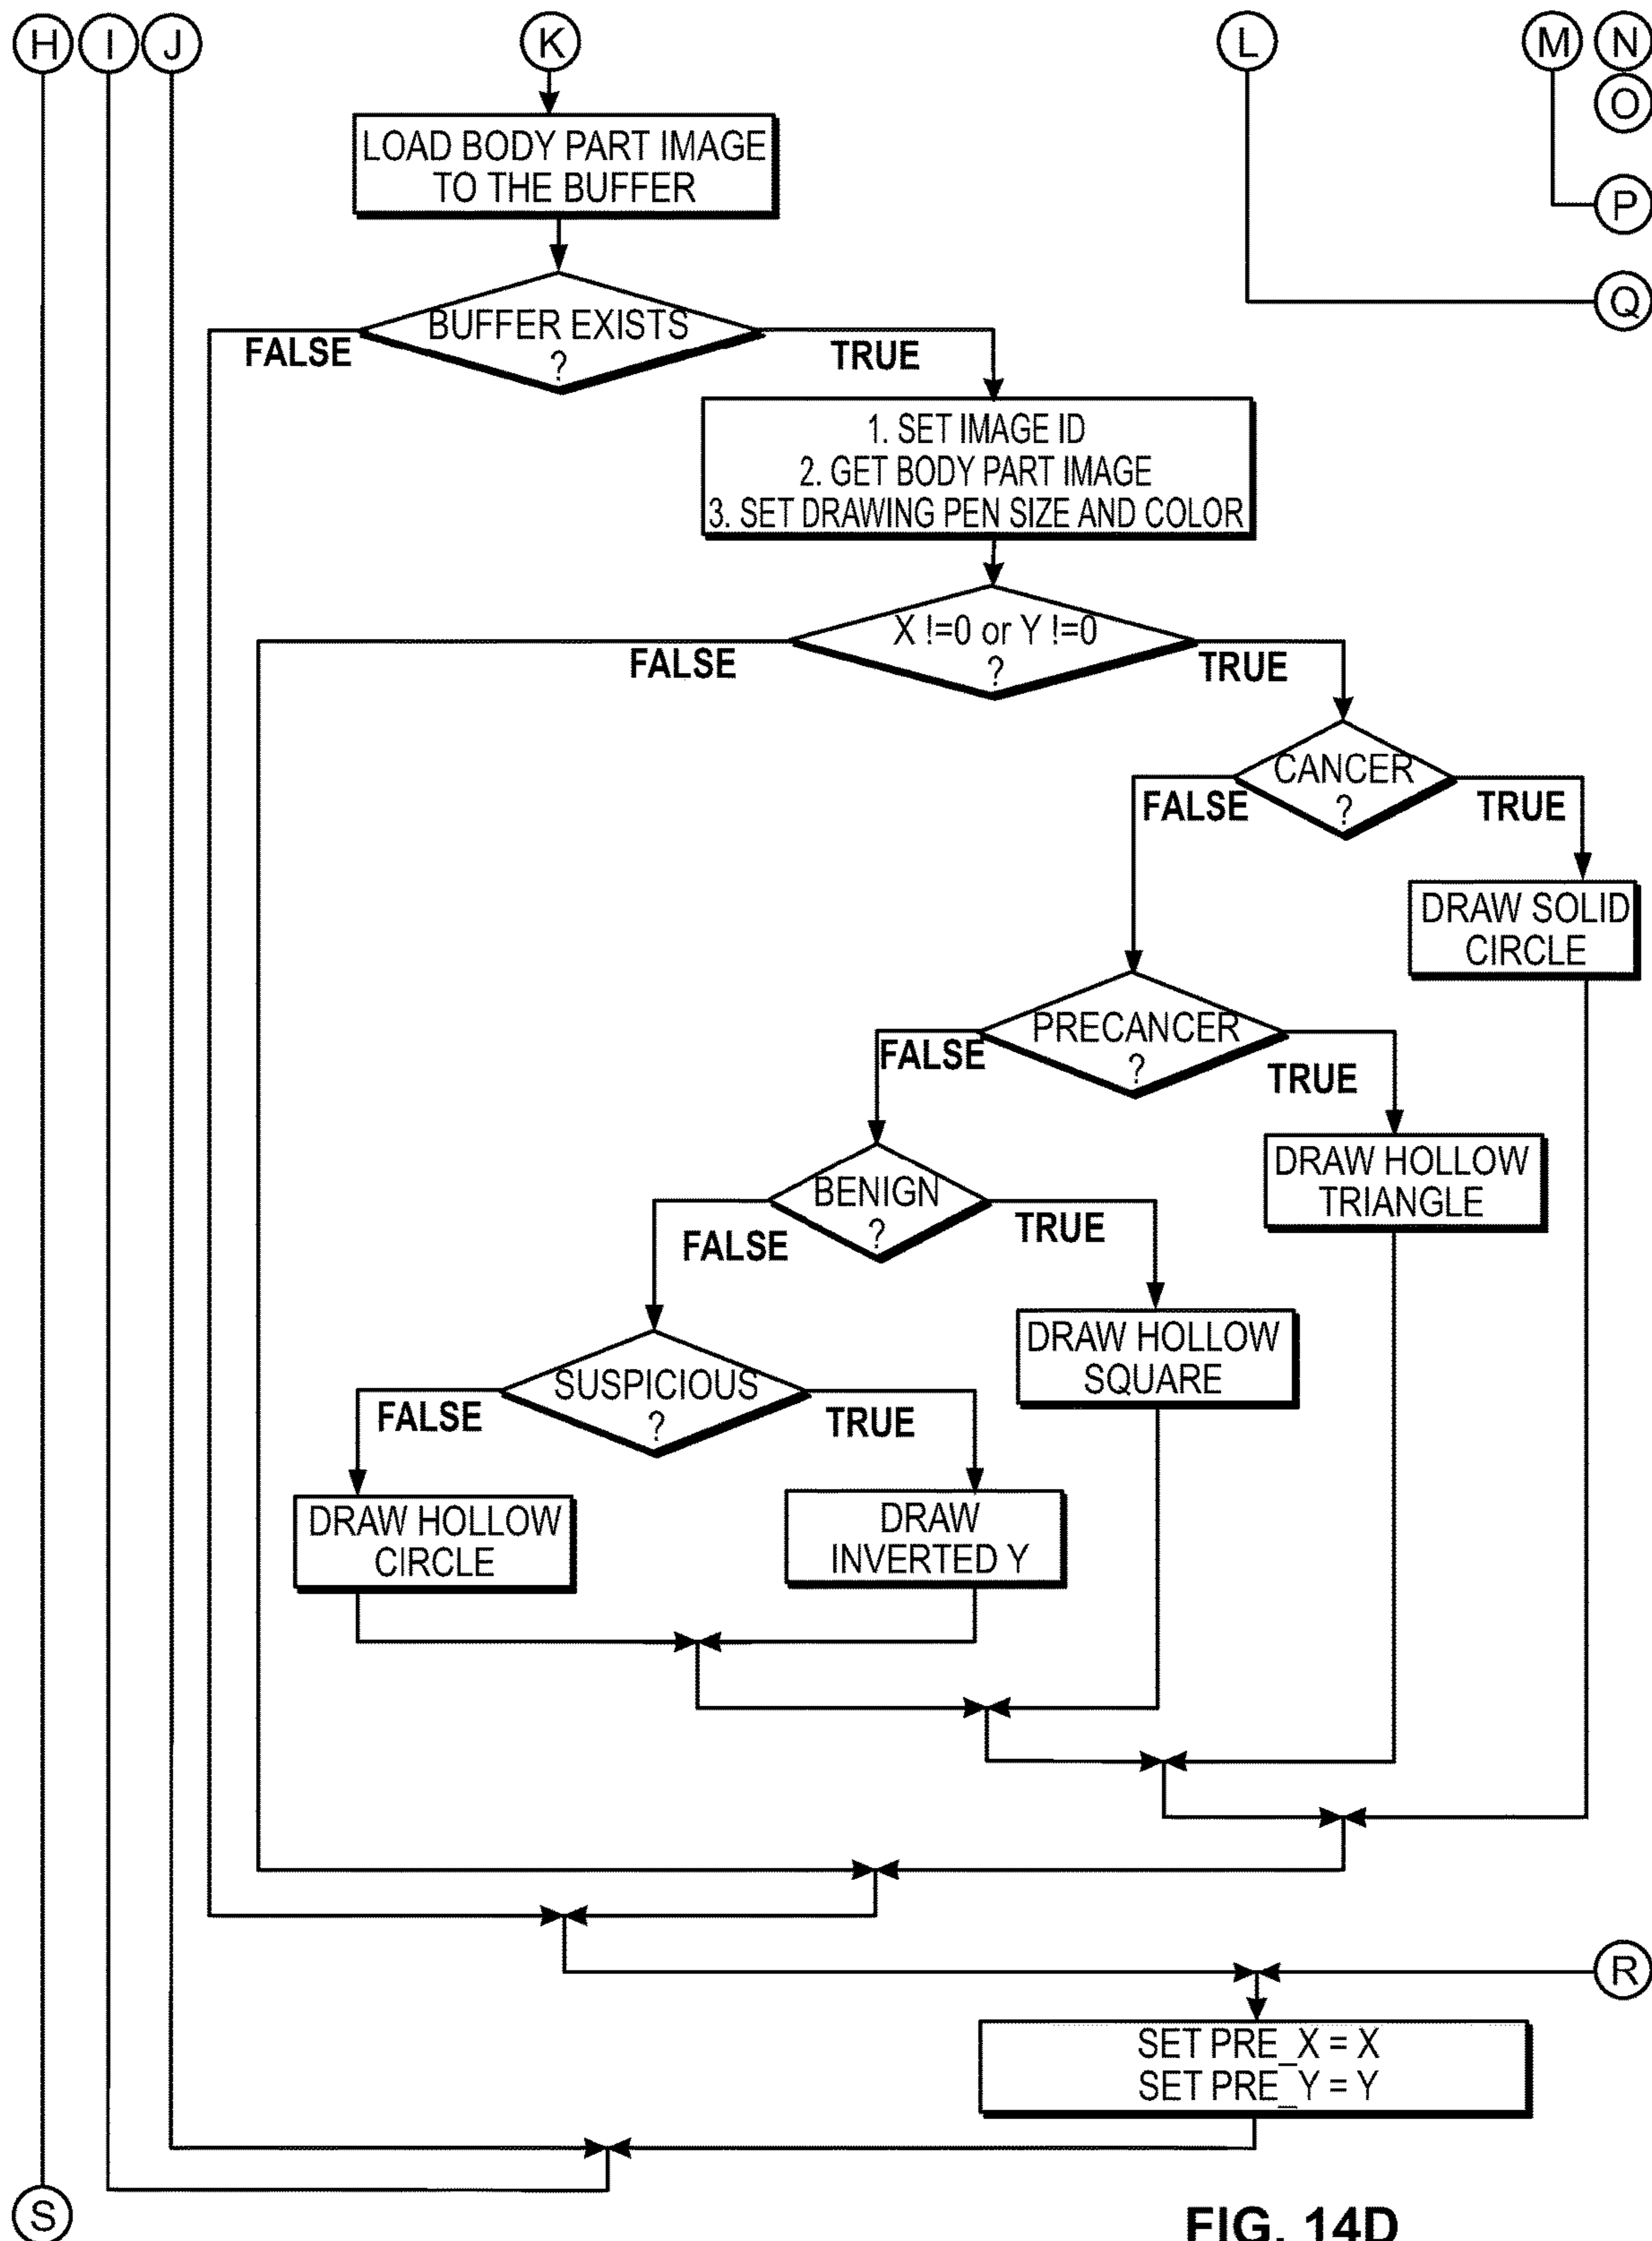 H I J K L M N
O
LOAD BODY PART IMAGE
TO THE BUFFER
P
Q
BUFFER EXISTS
?
FALSE
TRUE
1. SET IMAGE ID
2. GET BODY PART IMAGE
3. SET DRAWING PEN SIZE AND COLOR
X !=0 or Y !=0
?
FALSE
TRUE
CANCER
?
FALSE
TRUE
DRAW SOLID
CIRCLE
PRECANCER
?
FALSE
TRUE
DRAW HOLLOW
TRIANGLE
BENIGN
?
FALSE
TRUE
DRAW HOLLOW
SQUARE
SUSPICIOUS
?
FALSE
TRUE
DRAW HOLLOW
CIRCLE
DRAW
INVERTED Y
R
SET PRE_X = X
SET PRE_Y = Y
S
FIG. 14D